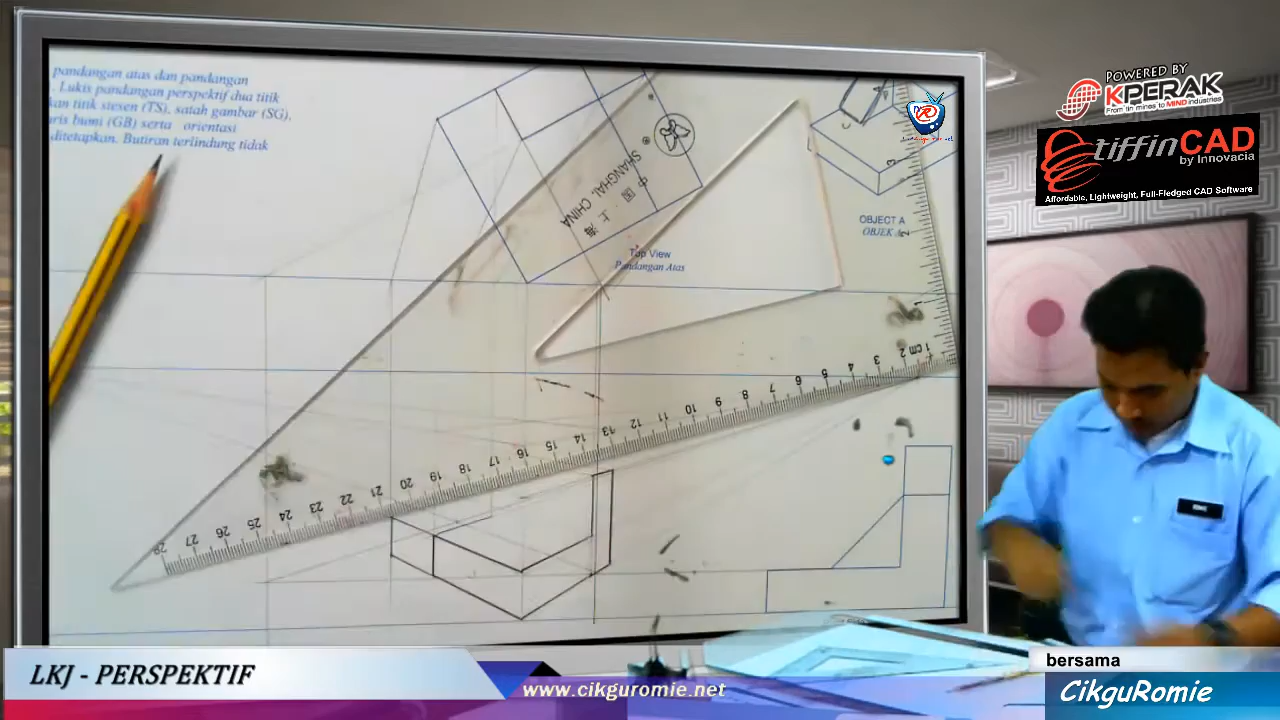 pandangan atas dan pandangan
. Lukis pandangan perspektif dua titik
kan titik stesen (TS), satah gambar (SG),
ris bumi (GB) serta orientasi
ditetapkan. Butiran terlindung tidak
SHANGHAI, CHINA
中国·上海
Top View
Pandangan Atas
OBJECT A
OBJEK A
3
2
1
1 cm 2 3 4 5 6 7 8 9 10 11 12 13 14 15 16 17 18 19 20 21 22 23 24 25 26 27 28
POWERED BY
KPERAK
From tin mines to MIND industries
tiffinCAD
by Innovacia
Affordable, Lightweight, Full-Fledged CAD Software
LKJ - PERSPEKTIF
www.cikguromie.net
bersama
CikguRomie